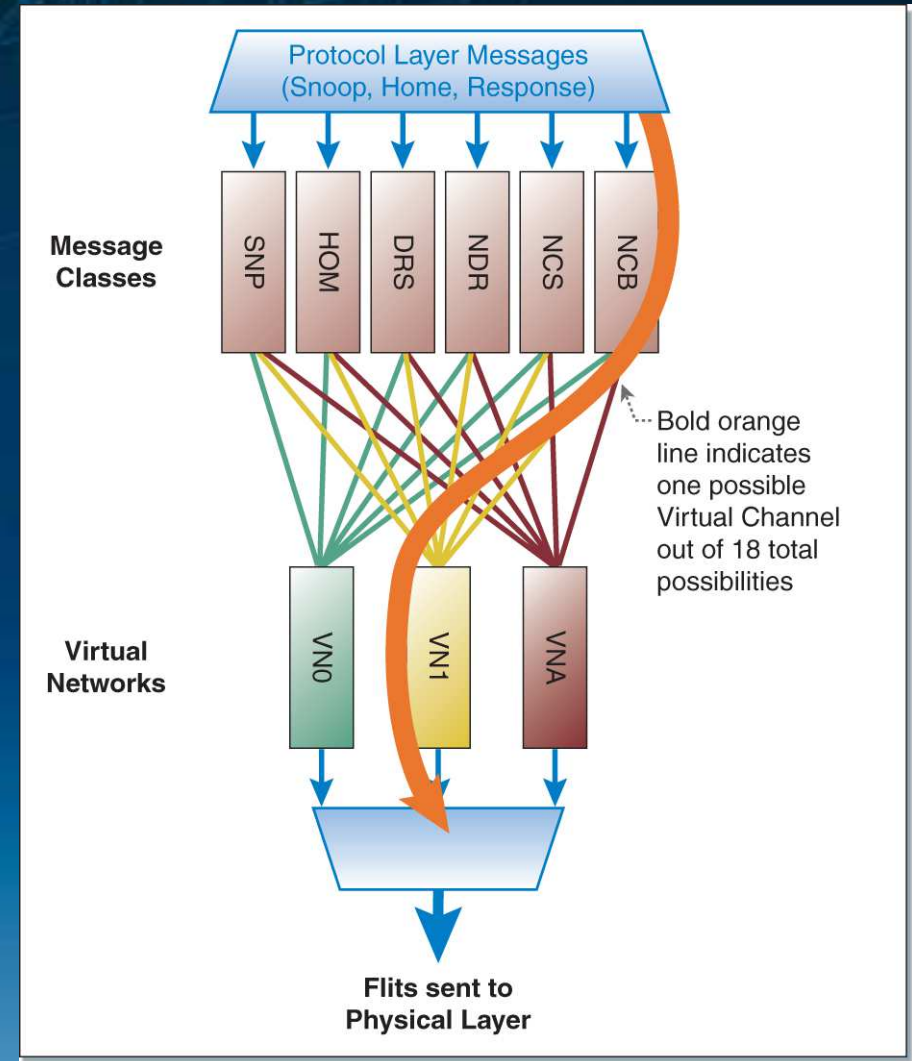 Protocol Layer Messages
(Snoop, Home, Response)
Message
Classes
SNP
HOM
DRS
NDR
NCS
NCB
Bold orange
line indicates
one possible
Virtual Channel
out of 18 total
possibilities
Virtual
Networks
VN0
VN1
VNA
Flits sent to
Physical Layer